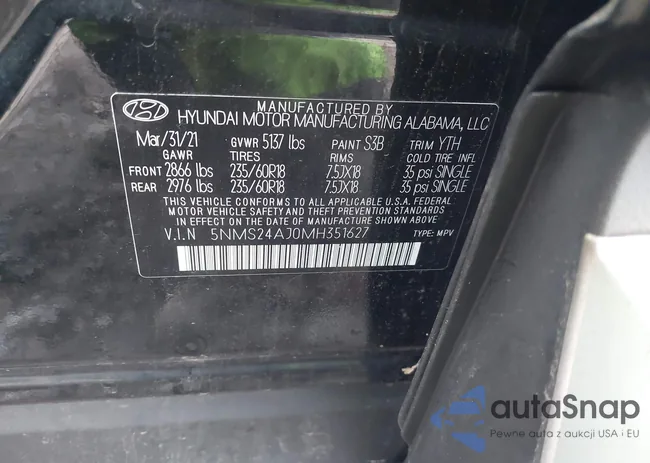 MANUFACTURED BY
HYUNDAI MOTOR MANUFACTURING ALABAMA, LLC
Mar/31/21 GVWR 5137 lbs PAINT S3B TRIM YTH
GAWR TIRES RIMS COLD TIRE INFL
FRONT 2866 lbs 235/60R18 7.5JX18 35 psi SINGLE
REAR 2976 lbs 235/60R18 7.5JX18 35 psi SINGLE
THIS VEHICLE CONFORMS TO ALL APPLICABLE U.S.A. FEDERAL
MOTOR VEHICLE SAFETY AND THEFT PREVENTION STANDARDS
IN EFFECT ON THE DATE OF MANUFACTURE SHOWN ABOVE.
V.I.N 5NMS24AJ0MH351627 TYPE: MPV
autoSnap
Pewne auta z aukcji USA i EU